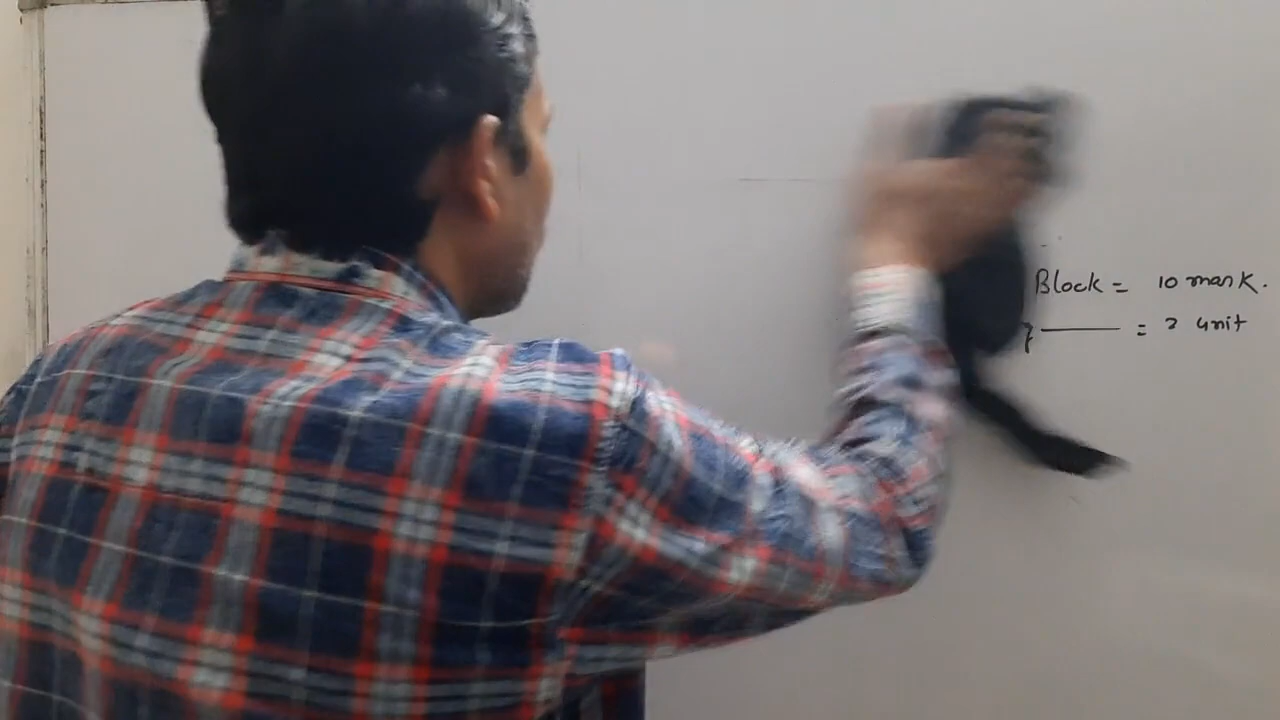 Block = 10 mark.
= 2 unit